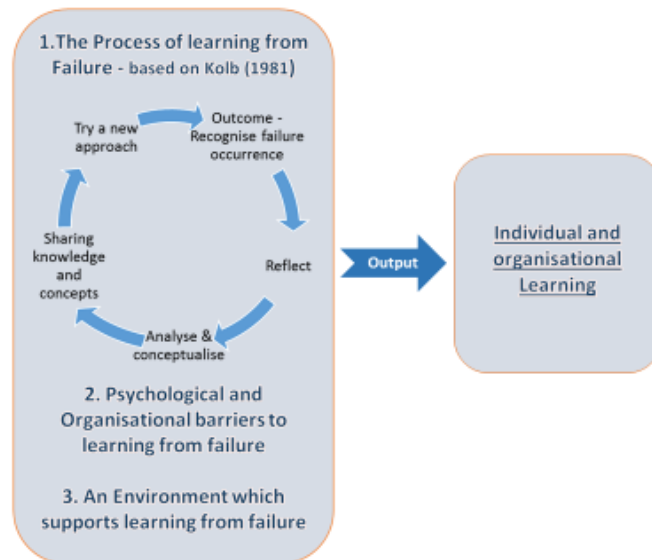 1.The Process of learning from
Failure - based on Kolb (1981)
Try a new
approach
Outcome -
Recognise failure
occurrence
Reflect
Analyse &
conceptualise
Sharing
knowledge
and
concepts
2. Psychological and
Organisational barriers to
learning from failure
3. An Environment which
supports learning from failure
Output
Individual and
organisational
Learning